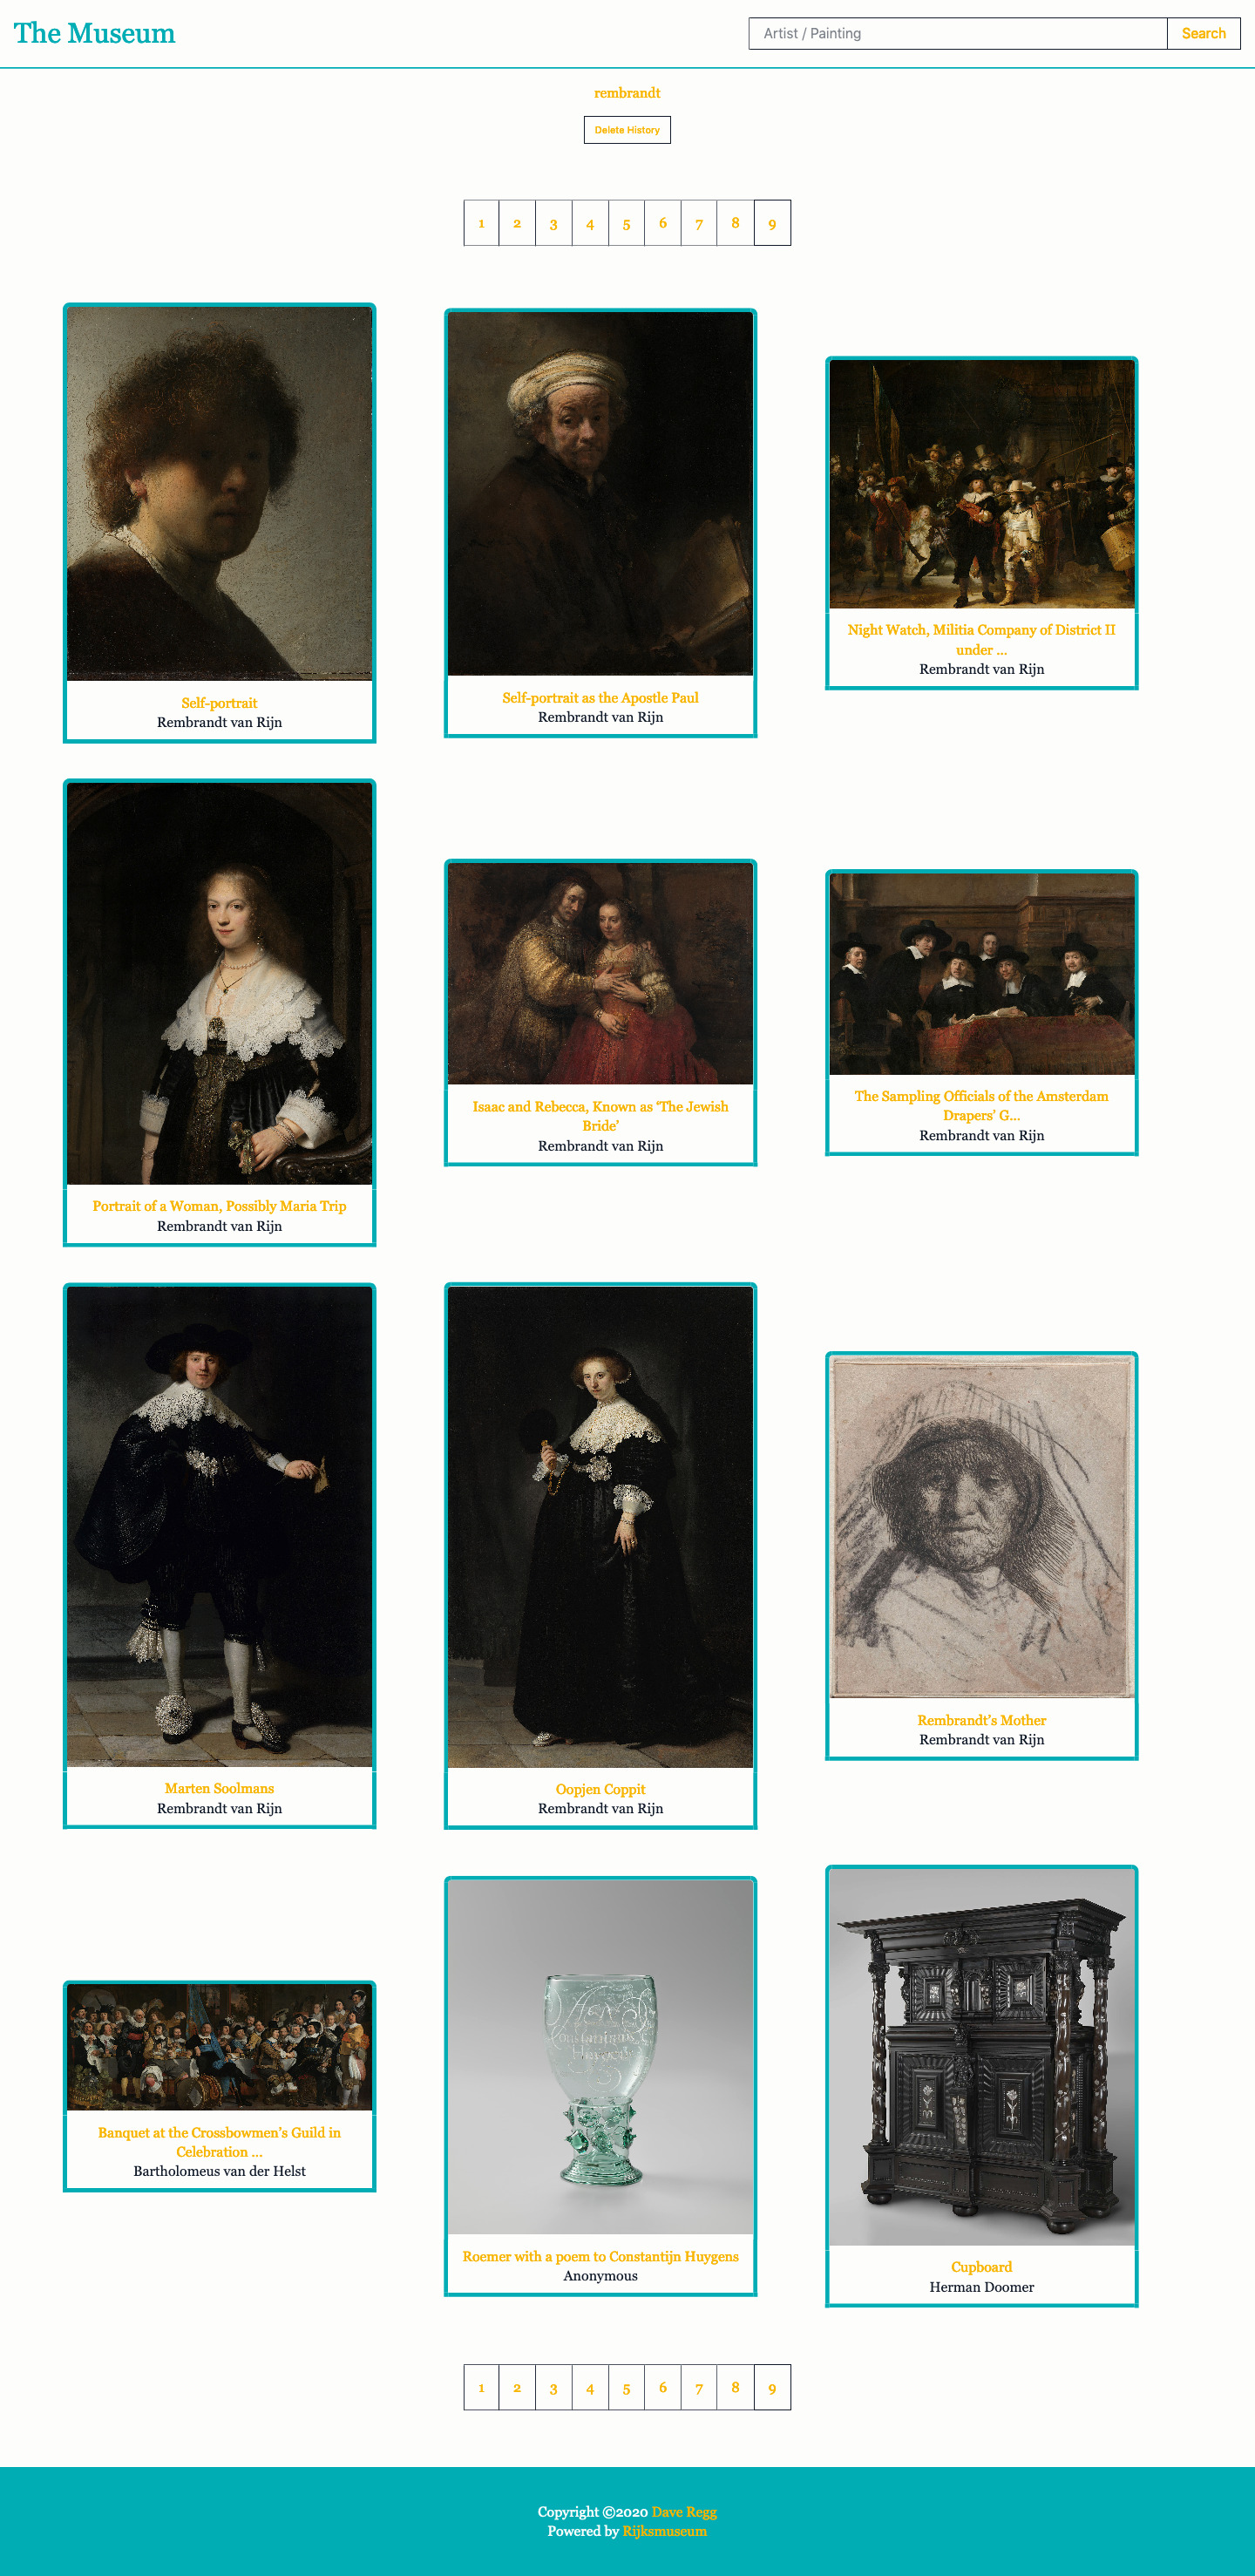 The Museum
Artist / Painting
Search
rembrandt
Delete History
1 2 3 4 5 6 7 8 9
Self-portrait
Rembrandt van Rijn
Self-portrait as the Apostle Paul
Rembrandt van Rijn
Night Watch, Militia Company of District II
under ...
Rembrandt van Rijn
Portrait of a Woman, Possibly Maria Trip
Rembrandt van Rijn
Isaac and Rebecca, Known as ‘The Jewish
Bride’
Rembrandt van Rijn
The Sampling Officials of the Amsterdam
Drapers’ G...
Rembrandt van Rijn
Marten Soolmans
Rembrandt van Rijn
Oopjen Coppit
Rembrandt van Rijn
Rembrandt’s Mother
Rembrandt van Rijn
Banquet at the Crossbowmen’s Guild in
Celebration ...
Bartholomeus van der Helst
Roemer with a poem to Constantijn Huygens
Anonymous
Cupboard
Herman Doomer
1 2 3 4 5 6 7 8 9
Copyright ©2020 Dave Regg
Powered by Rijksmuseum